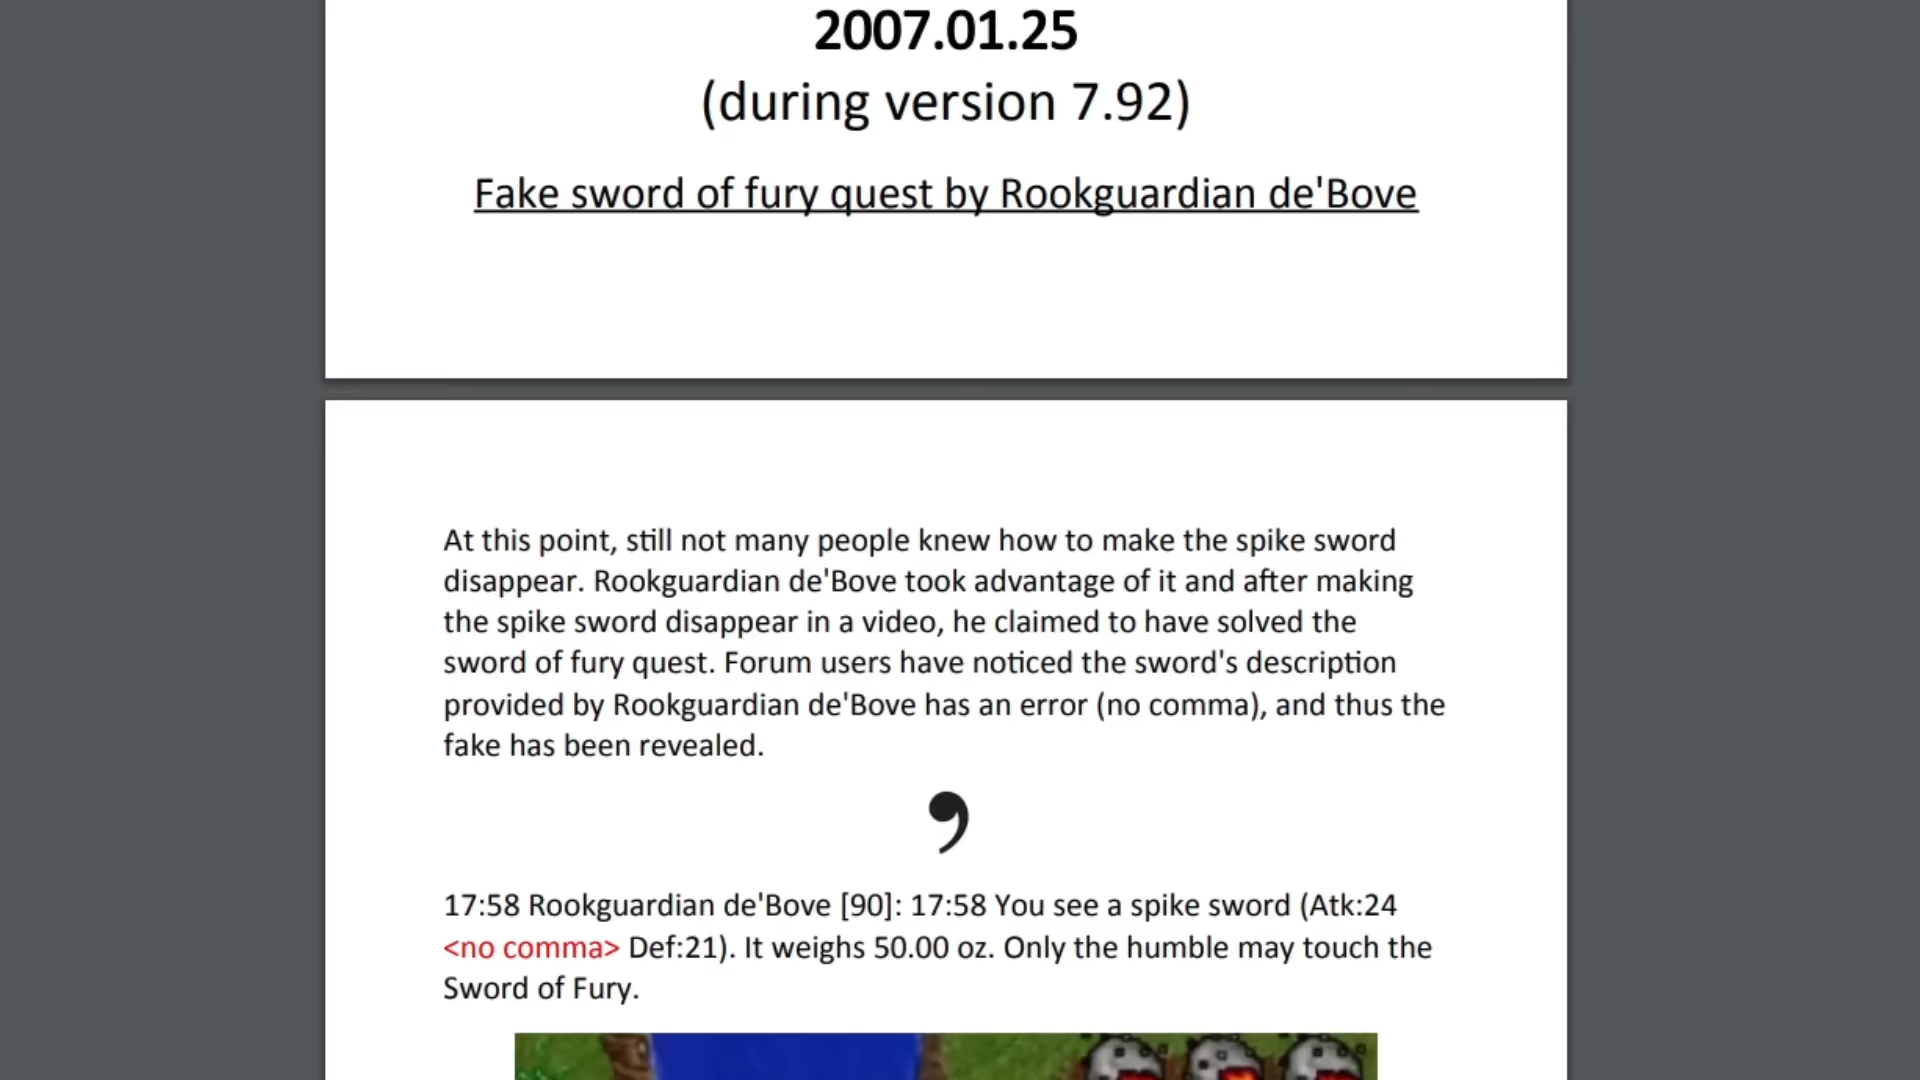 2007.01.25
(during version 7.92)
Fake sword of fury quest by Rookguardian de'Bove
At this point, still not many people knew how to make the spike sword
disappear. Rookguardian de'Bove took advantage of it and after making
the spike sword disappear in a video, he claimed to have solved the
sword of fury quest. Forum users have noticed the sword's description
provided by Rookguardian de'Bove has an error (no comma), and thus the
fake has been revealed.
,
17:58 Rookguardian de'Bove [90]: 17:58 You see a spike sword (Atk:24
<no comma> Def:21). It weighs 50.00 oz. Only the humble may touch the
Sword of Fury.